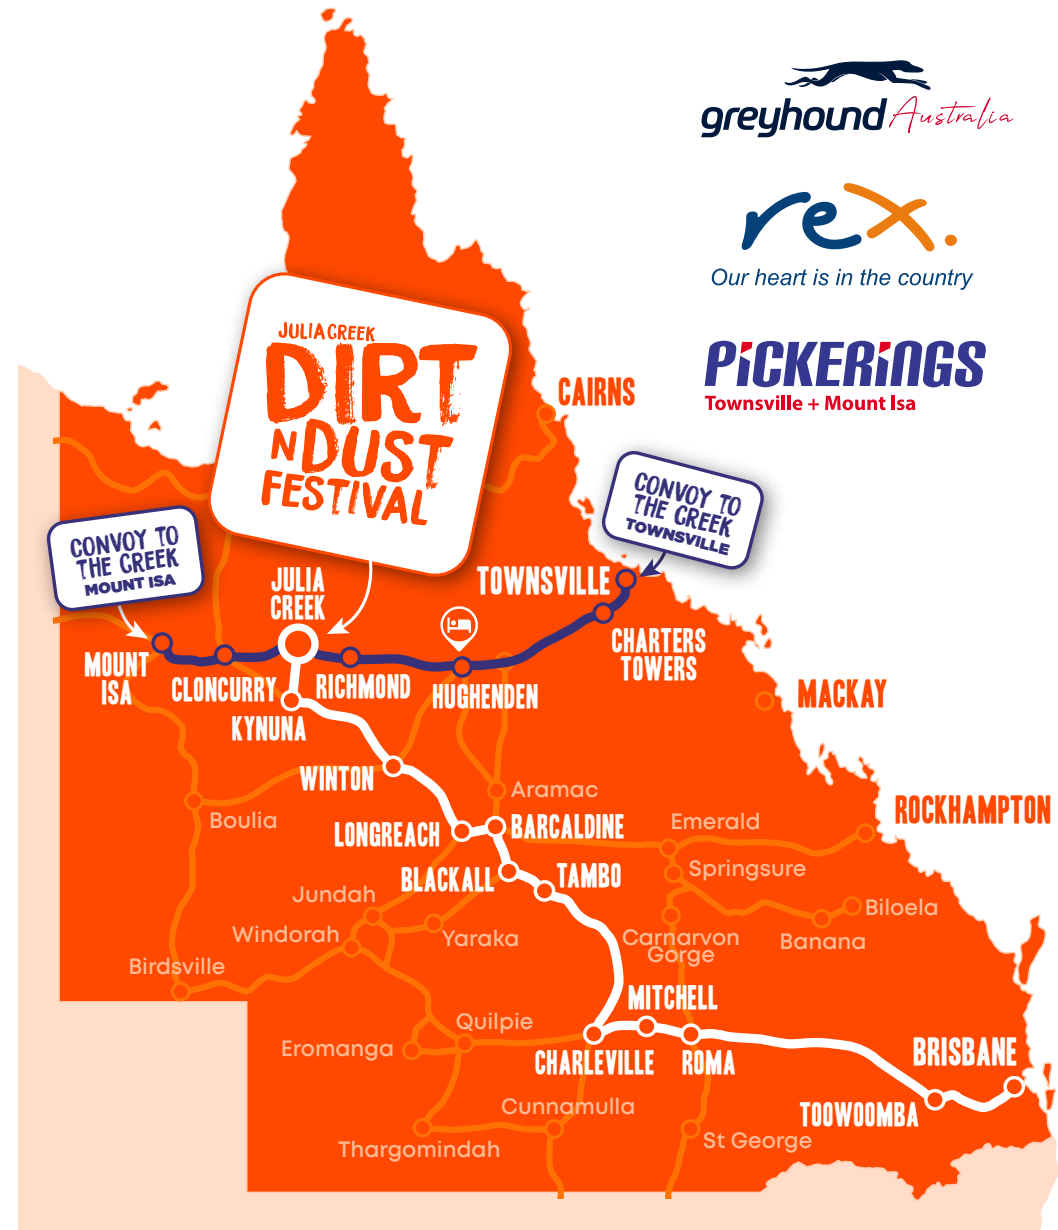 greyhound Australia
rex.
Our heart is in the country
PiCKERiNGS
Townsville + Mount Isa
JULIA CREEK
DIRT
N DUST
FESTIVAL
CAIRNS
CONVOY TO
THE CREEK
TOWNSVILLE
CONVOY TO
THE CREEK
MOUNT ISA
JULIA
CREEK
TOWNSVILLE
CHARTERS
TOWERS
MOUNT
ISA
CLONCURRY
RICHMOND
HUGHENDEN
MACKAY
KYNUNA
WINTON
Aramac
ROCKHAMPTON
Boulia
LONGREACH
BARCALDINE
Emerald
BLACKALL
TAMBO
Springsure
Jundah
Biloela
Windorah
Yaraka
Carnarvon
Gorge
Banana
Birdsville
MITCHELL
Quilpie
Eromanga
CHARLEVILLE
ROMA
BRISBANE
Cunnamulla
TOOWOOMBA
Thargomindah
St George